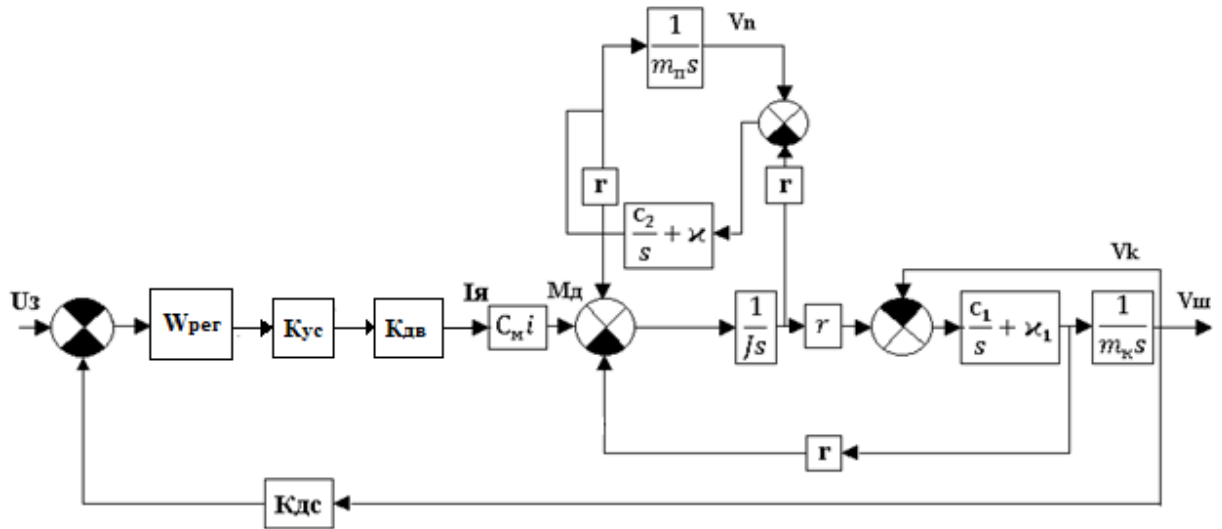 1
mпs
Vп
r
r
c₂
s
+ ϰ
Uз
Wрег
Kус
Kдв
Iя
Cмi
Mд
1
Js
r
c₁
s
+ ϰ₁
1
mкs
Vk
Vш
r
Kдс